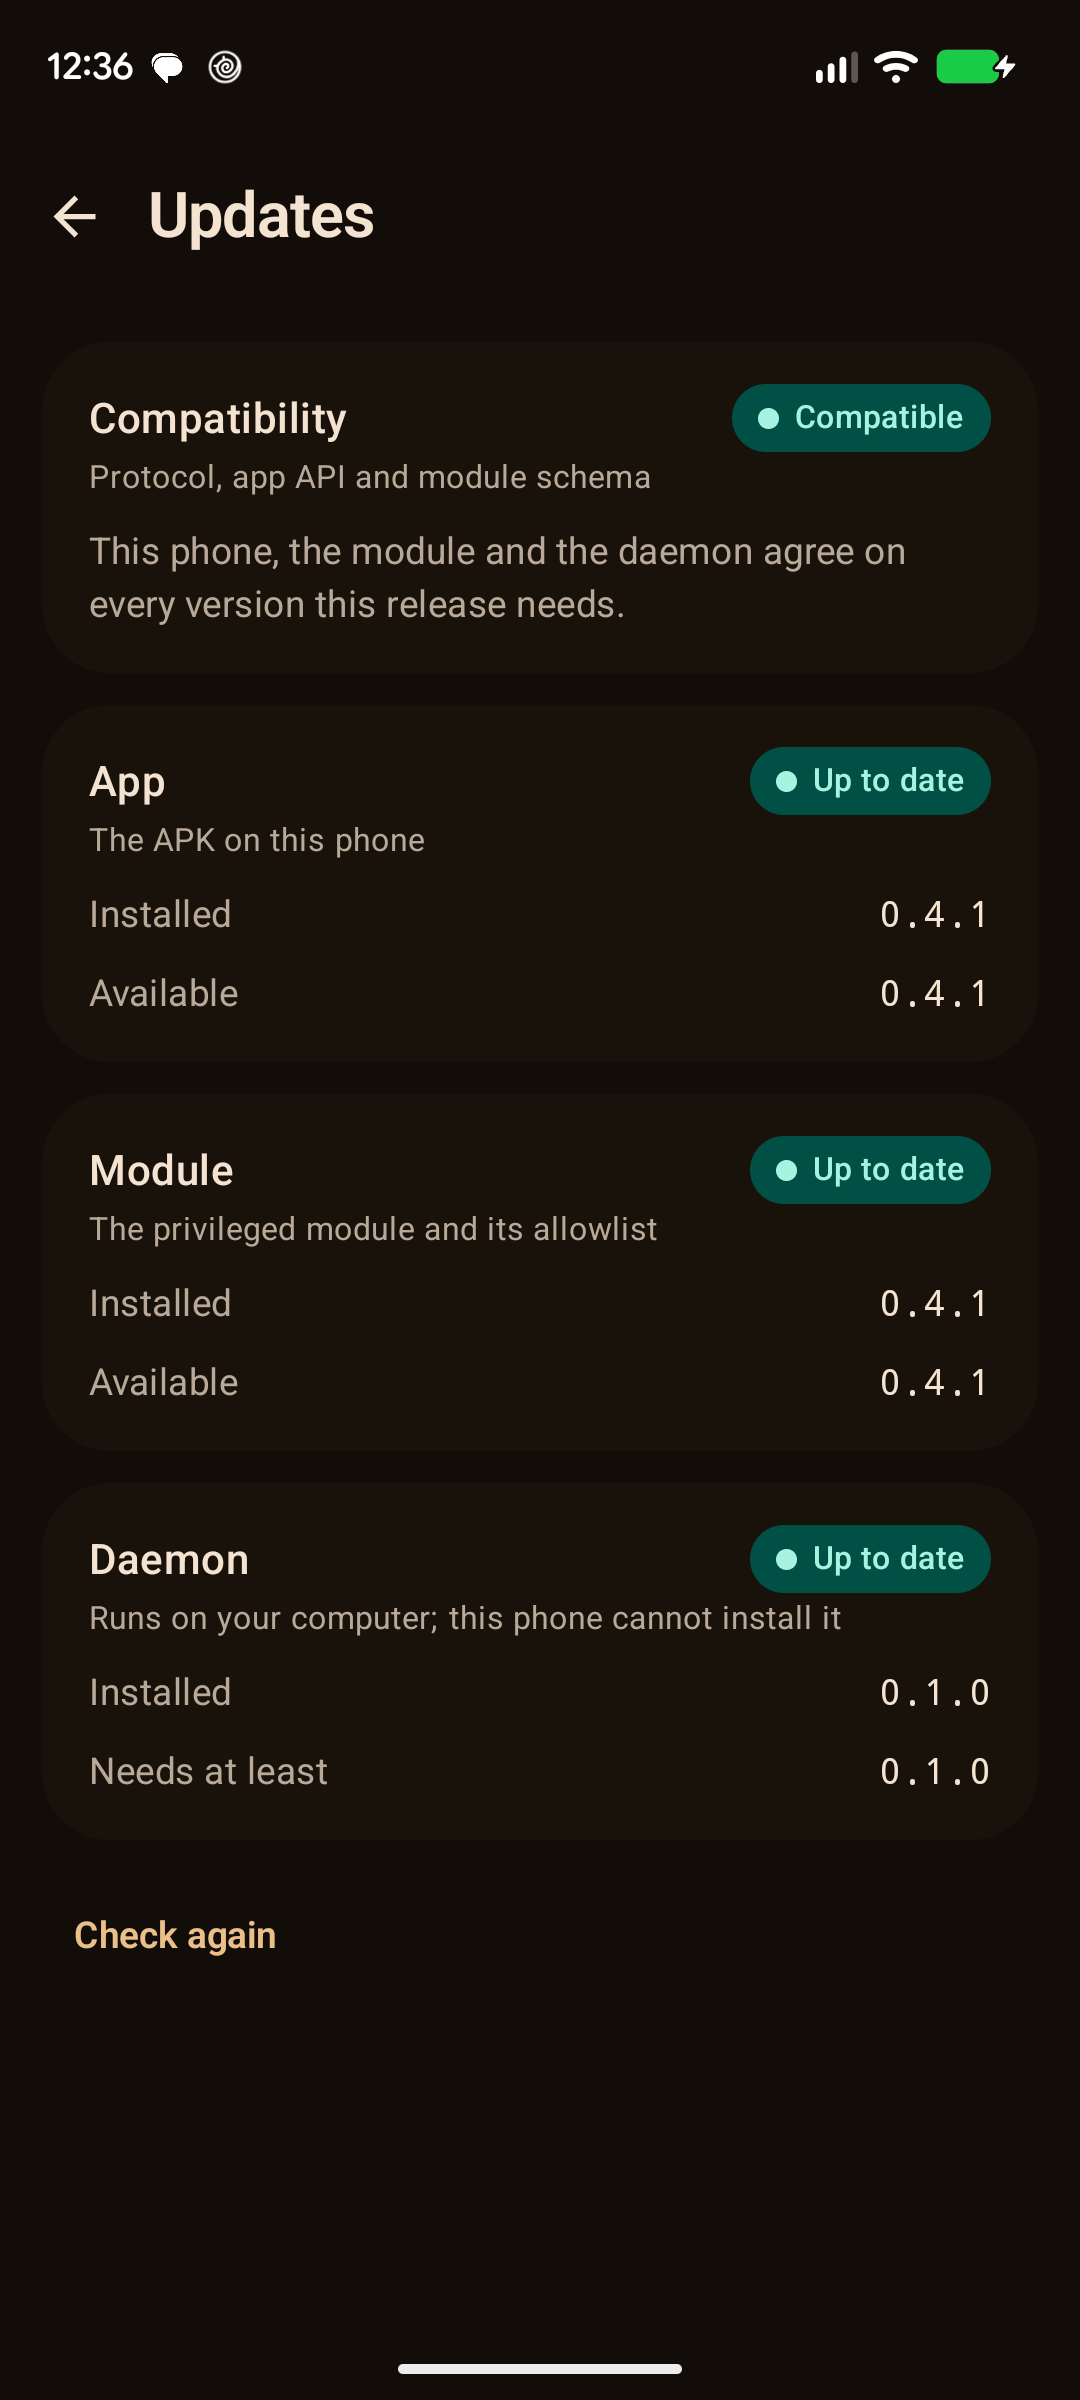 12:36
Updates
Compatibility
Compatible
Protocol, app API and module schema
This phone, the module and the daemon agree on
every version this release needs.
App
Up to date
The APK on this phone
Installed
0.4.1
Available
0.4.1
Module
Up to date
The privileged module and its allowlist
Installed
0.4.1
Available
0.4.1
Daemon
Up to date
Runs on your computer; this phone cannot install it
Installed
0.1.0
Needs at least
0.1.0
Check again